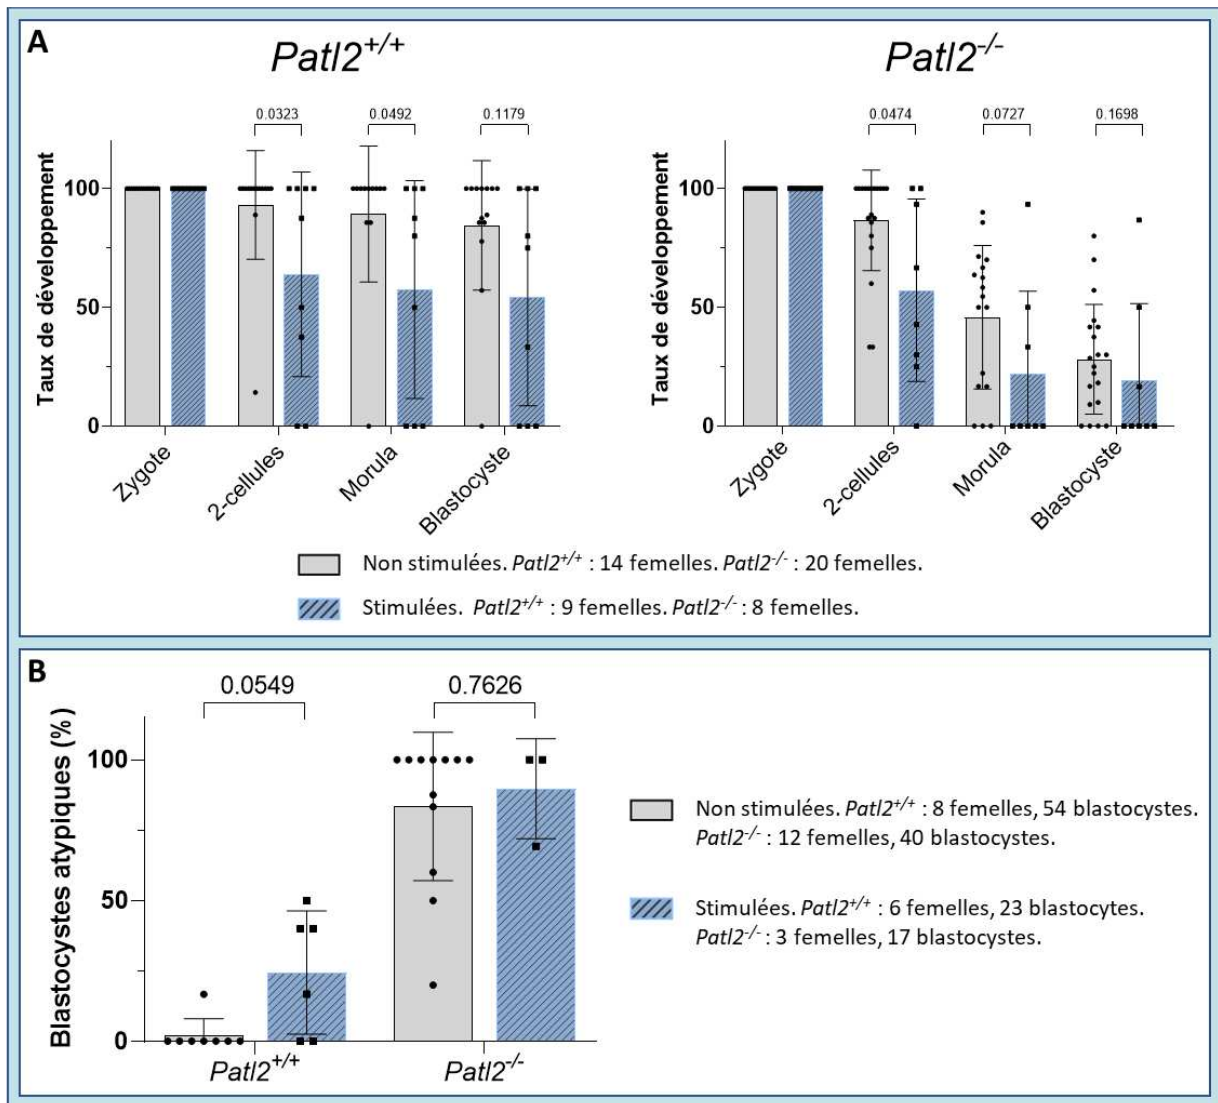 A
Patl2+/+
Patl2-/-
0.0323
0.0492
0.1179
0.0474
0.0727
0.1698
Taux de développement
100
50
0
Zygote
2-cellules
Morula
Blastocyste
Taux de développement
100
50
0
Zygote
2-cellules
Morula
Blastocyste
Non stimulées. Patl2+/+ : 14 femelles. Patl2-/- : 20 femelles.
Stimulées. Patl2+/+ : 9 femelles. Patl2-/- : 8 femelles.
B
0.0549
0.7626
Blastocystes atypiques (%)
100
50
0
Patl2+/+
Patl2-/-
Non stimulées. Patl2+/+ : 8 femelles, 54 blastocystes.
Patl2-/- : 12 femelles, 40 blastocystes.
Stimulées. Patl2+/+ : 6 femelles, 23 blastocytes.
Patl2-/- : 3 femelles, 17 blastocystes.